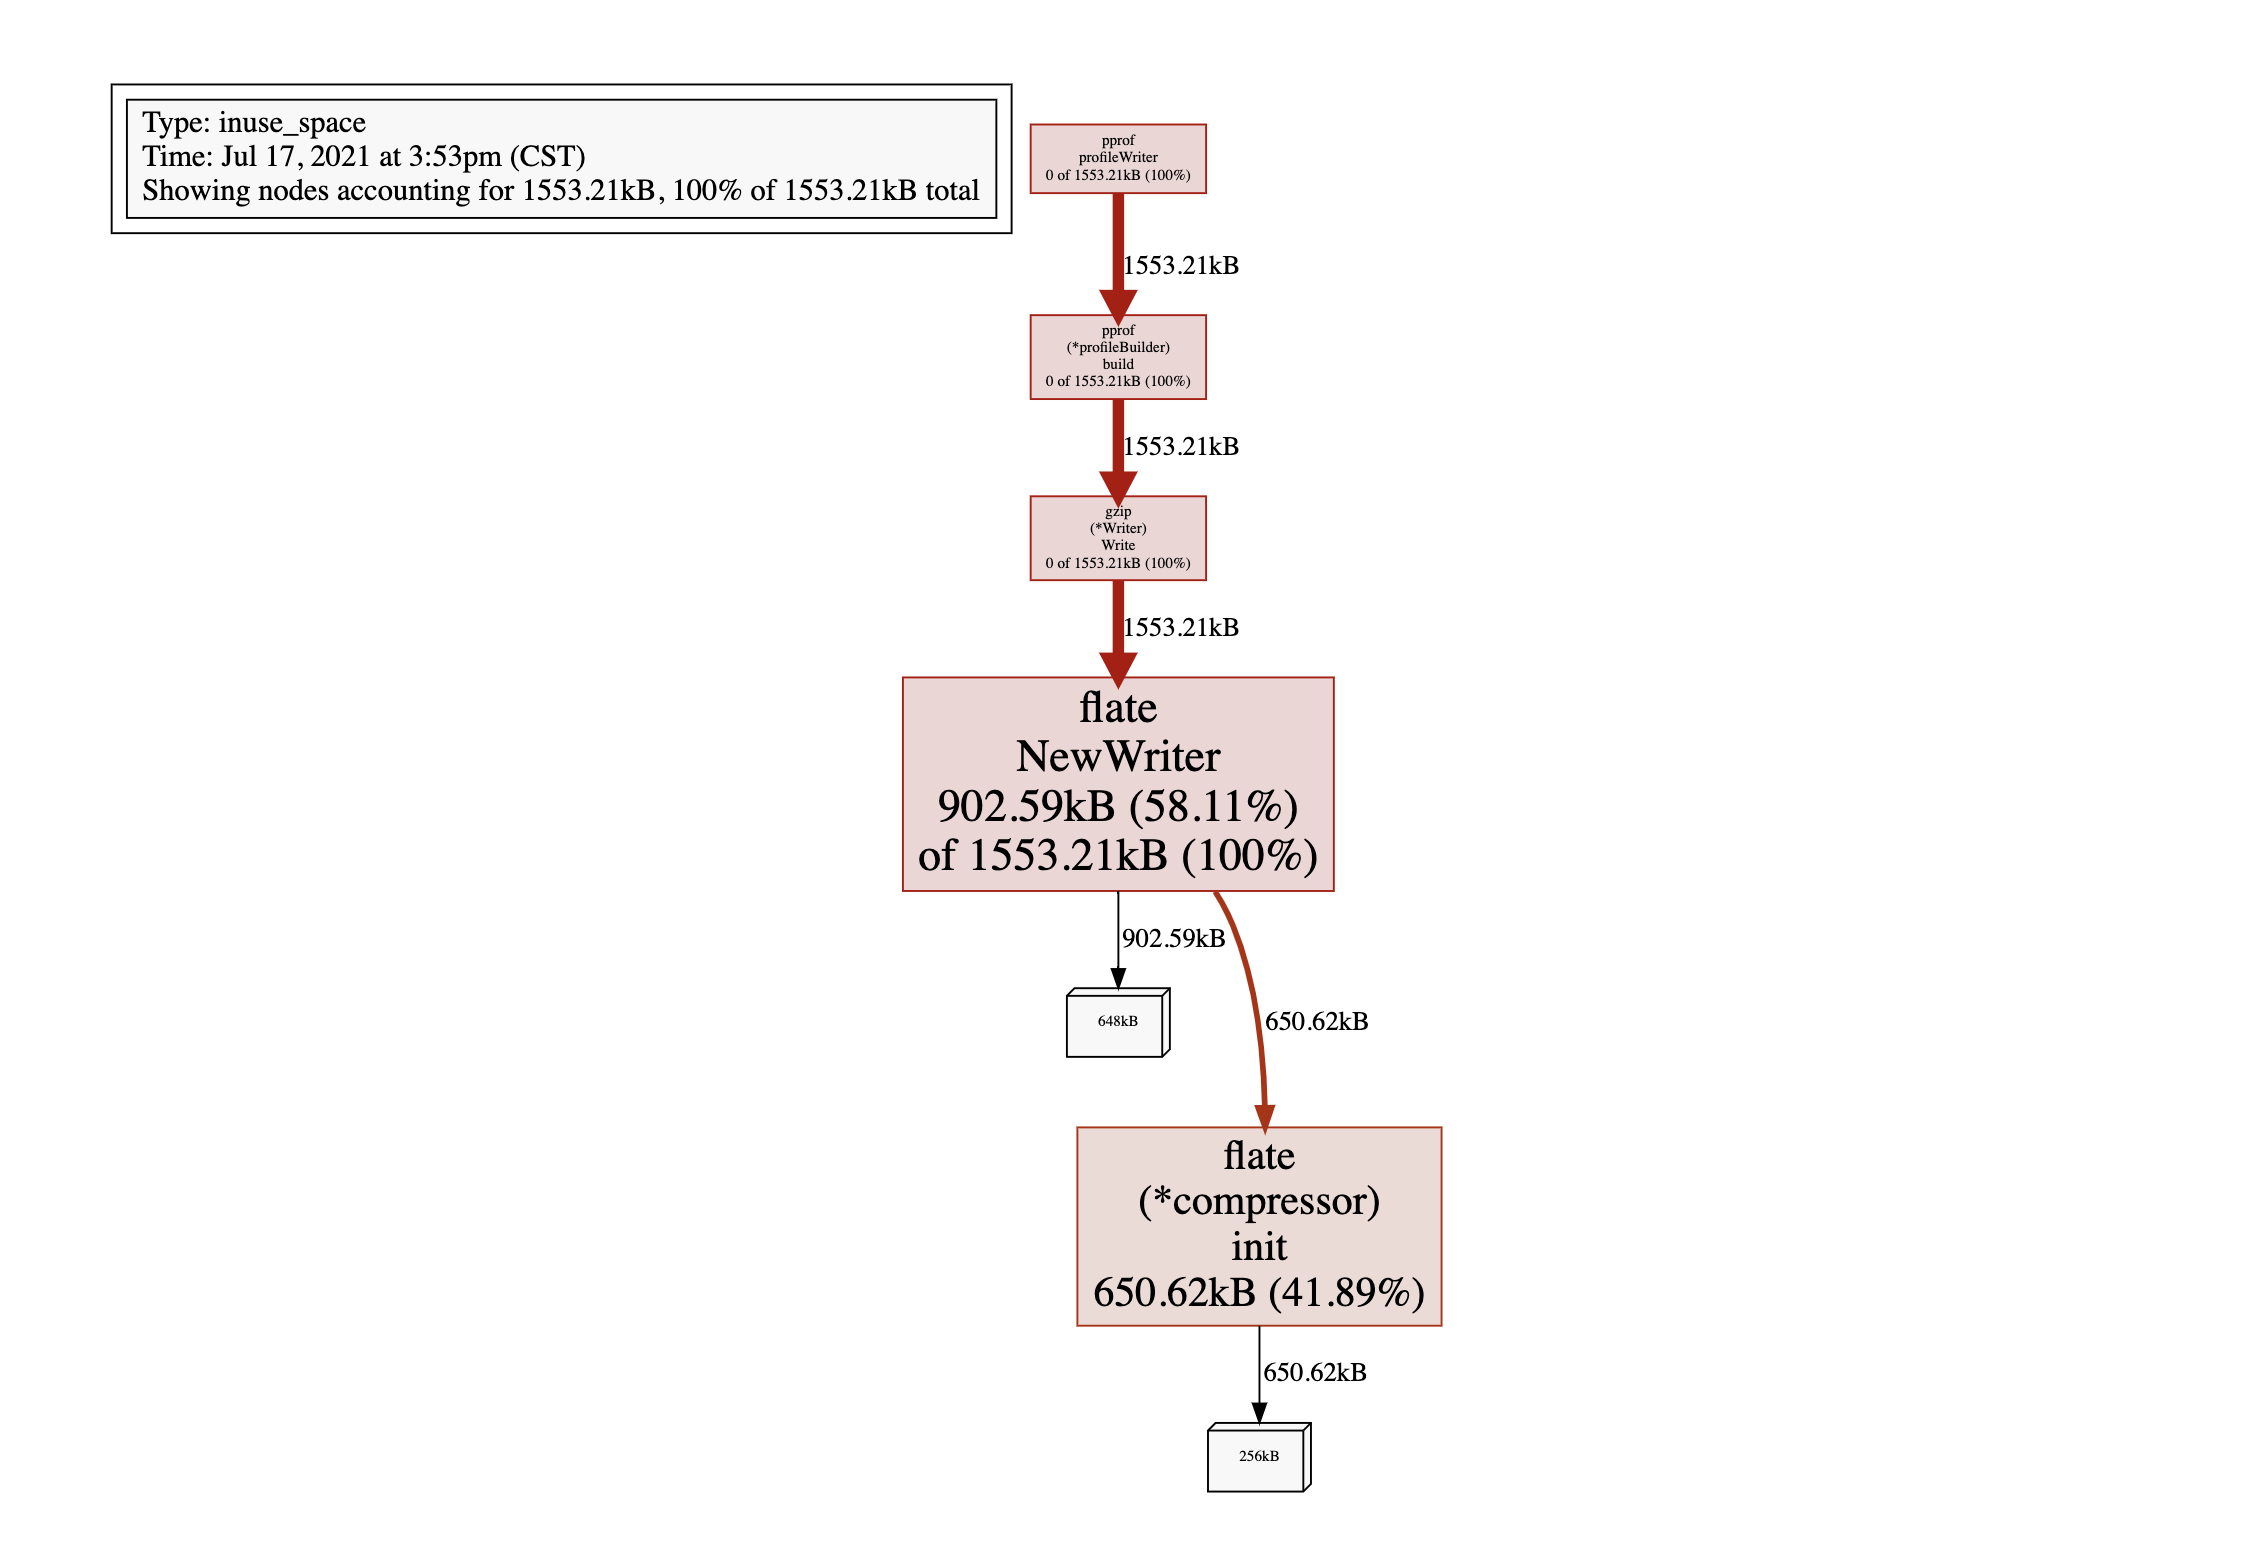 Type: inuse_space
Time: Jul 17, 2021 at 3:53pm (CST)
Showing nodes accounting for 1553.21kB, 100% of 1553.21kB total
pprof
profileWriter
0 of 1553.21kB (100%)
1553.21kB
pprof
(*profileBuilder)
build
0 of 1553.21kB (100%)
1553.21kB
gzip
(*Writer)
Write
0 of 1553.21kB (100%)
1553.21kB
flate
NewWriter
902.59kB (58.11%)
of 1553.21kB (100%)
902.59kB
648kB
650.62kB
flate
(*compressor)
init
650.62kB (41.89%)
650.62kB
256kB